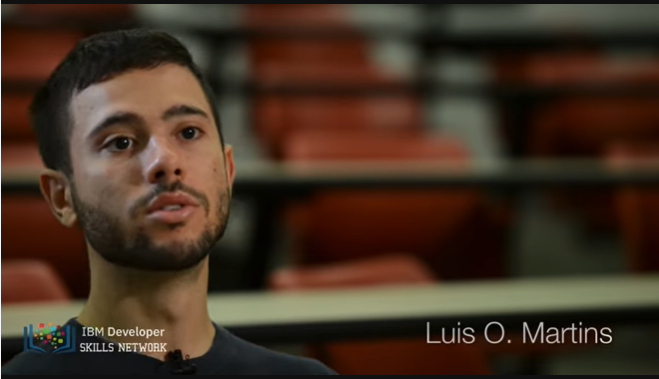 IBM Developer
SKILLS NETWORK
Luis O. Martins